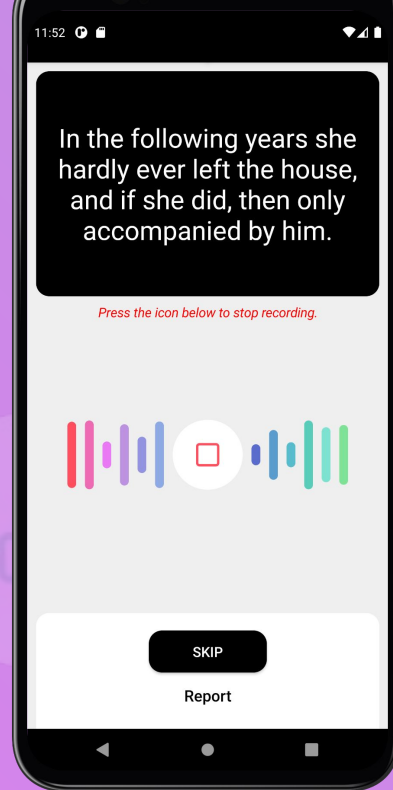 11:52
In the following years she
hardly ever left the house,
and if she did, then only
accompanied by him.
Press the icon below to stop recording.
SKIP
Report